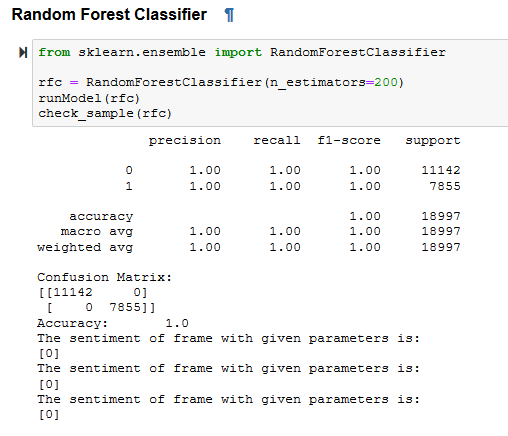 Random Forest Classifier ¶
from sklearn.ensemble import RandomForestClassifier
rfc = RandomForestClassifier(n_estimators=200)
runModel(rfc)
check_sample(rfc)
precision recall f1-score support
0 1.00 1.00 1.00 11142
1 1.00 1.00 1.00 7855
accuracy 1.00 18997
macro avg 1.00 1.00 1.00 18997
weighted avg 1.00 1.00 1.00 18997
Confusion Matrix:
[[11142 0]
[ 0 7855]]
Accuracy: 1.0
The sentiment of frame with given parameters is:
[0]
The sentiment of frame with given parameters is:
[0]
The sentiment of frame with given parameters is:
[0]